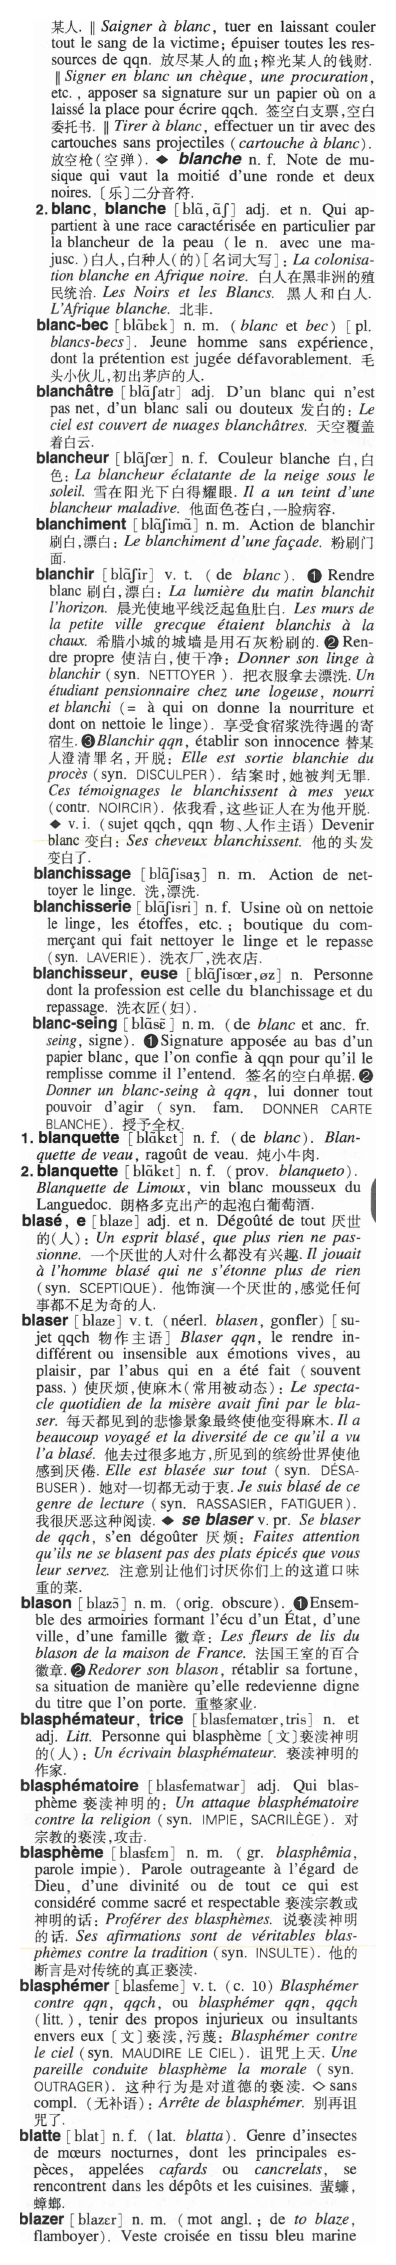 某人. ‖ Saigner à blanc, tuer en laissant couler
tout le sang de la victime; épuiser toutes les res-
sources de qqn. 放尽某人的血;榨光某人的钱财.
‖ Signer en blanc un chèque, une procuration,
etc. , apposer sa signature sur un papier où on a
laissé la place pour écrire qqch. 签空白支票,空白
委托书. ‖ Tirer à blanc, effectuer un tir avec des
cartouches sans projectiles (cartouche à blanc).
放空枪(空弹). ◆ blanche n. f. Note de mu-
sique qui vaut la moitié d'une ronde et deux
noires. 〔乐〕二分音符.
2. blanc, blanche [blɑ̃, ɑ̃ʃ] adj. et n. Qui ap-
partient à une race caractérisée en particulier par
la blancheur de la peau (le n. avec une ma-
jusc. )白人,白种人(的)[名词大写]: La colonisa-
tion blanche en Afrique noire. 白人在黑非洲的殖
民统治. Les Noirs et les Blancs. 黑人和白人.
L'Afrique blanche. 北非.
blanc-bec [blɑ̃bɛk] n. m. (blanc et bec) [pl.
blancs-becs]. Jeune homme sans expérience,
dont la prétention est jugée défavorablement. 毛
头小伙儿,初出茅庐的人.
blanchâtre [blɑ̃ʃatr] adj. D'un blanc qui n'est
pas net, d'un blanc sali ou douteux 发白的: Le
ciel est couvert de nuages blanchâtres. 天空覆盖
着白云.
blancheur [blɑ̃ʃœr] n. f. Couleur blanche 白,白
色: La blancheur éclatante de la neige sous le
soleil. 雪在阳光下白得耀眼. Il a un teint d'une
blancheur maladive. 他面色苍白,一脸病容.
blanchiment [blɑ̃ʃimɑ̃] n. m. Action de blanchir
刷白,漂白: Le blanchiment d'une façade. 粉刷门
面.
blanchir [blɑ̃ʃir] v. t. (de blanc). ❶ Rendre
blanc 刷白,漂白: La lumière du matin blanchit
l'horizon. 晨光使地平线泛起鱼肚白. Les murs de
la petite ville grecque étaient blanchis à la
chaux. 希腊小城的城墙是用石灰粉刷的. ❷ Ren-
dre propre 使洁白,使干净: Donner son linge à
blanchir (syn. NETTOYER ). 把衣服拿去漂洗. Un
étudiant pensionnaire chez une logeuse, nourri
et blanchi (= à qui on donne la nourriture et
dont on nettoie le linge). 享受食宿浆洗待遇的寄
宿生. ❸ Blanchir qqn, établir son innocence 替某
人澄清罪名,开脱: Elle est sortie blanchie du
procès (syn. DISCULPER). 结案时,她被判无罪.
Ces témoignages le blanchissent à mes yeux
(contr. NOIRCIR). 依我看,这些证人在为他开脱.
◆ v. i. (sujet qqch, qqn 物、人作主语) Devenir
blanc 变白: Ses cheveux blanchissent. 他的头发
变白了.
blanchissage [blɑ̃ʃisaʒ] n. m. Action de net-
toyer le linge. 洗,漂洗.
blanchisserie [blɑ̃ʃisri] n. f. Usine où on nettoie
le linge, les étoffes, etc. ; boutique du com-
merçant qui fait nettoyer le linge et le repasse
(syn. LAVERIE). 洗衣厂,洗衣店.
blanchisseur, euse [blɑ̃ʃisœr, øz] n. Personne
dont la profession est celle du blanchissage et du
repassage. 洗衣匠(妇).
blanc-seing [blɑ̃sɛ̃] n. m. (de blanc et anc. fr.
seing, signe). ❶ Signature apposée au bas d'un
papier blanc, que l'on confie à qqn pour qu'il le
remplisse comme il l'entend. 签名的空白单据. ❷
Donner un blanc-seing à qqn, lui donner tout
pouvoir d'agir ( syn. fam. DONNER CARTE
BLANCHE). 授予全权.
1. blanquette [blɑ̃kɛt] n. f. (de blanc). Blan-
quette de veau, ragoût de veau. 炖小牛肉.
2. blanquette [blɑ̃kɛt] n. f. (prov. blanqueto).
Blanquette de Limoux, vin blanc mousseux du
Languedoc. 朗格多克出产的起泡白葡萄酒.
blasé, e [blaze] adj. et n. Dégoûté de tout 厌世
的(人): Un esprit blasé, que plus rien ne pas-
sionne. 一个厌世的人对什么都没有兴趣. Il jouait
à l'homme blasé qui ne s'étonne plus de rien
(syn. SCEPTIQUE). 他饰演一个厌世的,感觉任何
事都不足为奇的人.
blaser [blaze] v. t. (néerl. blasen, gonfler) [su-
jet qqch 物作主语] Blaser qqn, le rendre in-
différent ou insensible aux émotions vives, au
plaisir, par l'abus qui en a été fait ( souvent
pass. ) 使厌烦,使麻木(常用被动态): Le specta-
cle quotidien de la misère avait fini par le bla-
ser. 每天都见到的悲惨景象最终使他变得麻木. Il a
beaucoup voyagé et la diversité de ce qu'il a vu
l'a blasé. 他去过很多地方,所见到的缤纷世界使他
感到厌倦. Elle est blasée sur tout ( syn. DÉSA-
BUSER). 她对一切都无动于衷. Je suis blasé de ce
genre de lecture ( syn. RASSASIER, FATIGUER).
我很厌恶这种阅读. ◆ se blaser v. pr. Se blaser
de qqch, s'en dégoûter 厌烦: Faites attention
qu'ils ne se blasent pas des plats épicés que vous
leur servez. 注意别让他们讨厌你们上的这道口味
重的菜.
blason [blazɔ̃] n. m. (orig. obscure). ❶ Ensem-
ble des armoiries formant l'écu d'un État, d'une
ville, d'une famille 徽章: Les fleurs de lis du
blason de la maison de France. 法国王室的百合
徽章. ❷ Redorer son blason, rétablir sa fortune,
sa situation de manière qu'elle redevienne digne
du titre que l'on porte. 重整家业.
blasphémateur, trice [blasfematœr, tris] n. et
adj. Litt. Personne qui blasphème [文]亵渎神明
的(人): Un écrivain blasphémateur. 亵渎神明的
作家.
blasphématoire [blasfematwar] adj. Qui blas-
phème 亵渎神明的: Un attaque blasphématoire
contre la religion (syn. IMPIE, SACRILÈGE). 对
宗教的亵渎,攻击.
blasphème [blasfɛm] n. m. ( gr. blasphêmia,
parole impie). Parole outrageante à l'égard de
Dieu, d'une divinité ou de tout ce qui est
considéré comme sacré et respectable 亵渎宗教或
神明的话: Proférer des blasphèmes. 说亵渎神明
的话. Ses afirmations sont de véritables blas-
phèmes contre la tradition (syn. INSULTE). 他的
断言是对传统的真正亵渎.
blasphémer [blasfeme] v. t. (c. 10) Blasphémer
contre qqn, qqch, ou blasphémer qqn, qqch
(litt. ), tenir des propos injurieux ou insultants
envers eux [文]亵渎,污蔑: Blasphémer contre
le ciel (syn. MAUDIRE LE CIEL). 诅咒上天. Une
pareille conduite blasphème la morale ( syn.
OUTRAGER). 这种行为是对道德的亵渎. ◇ sans
compl. (无补语): Arrête de blasphémer. 别再诅
咒了.
blatte [blat] n. f. (lat. blatta). Genre d'insectes
de mœurs nocturnes, dont les principales es-
pèces, appelées cafards ou cancrelats, se
rencontrent dans les dépôts et les cuisines. 蜚蠊,
蟑螂.
blazer [blazɛr] n. m. (mot angl. ; de to blaze,
flamboyer). Veste croisée en tissu bleu marine